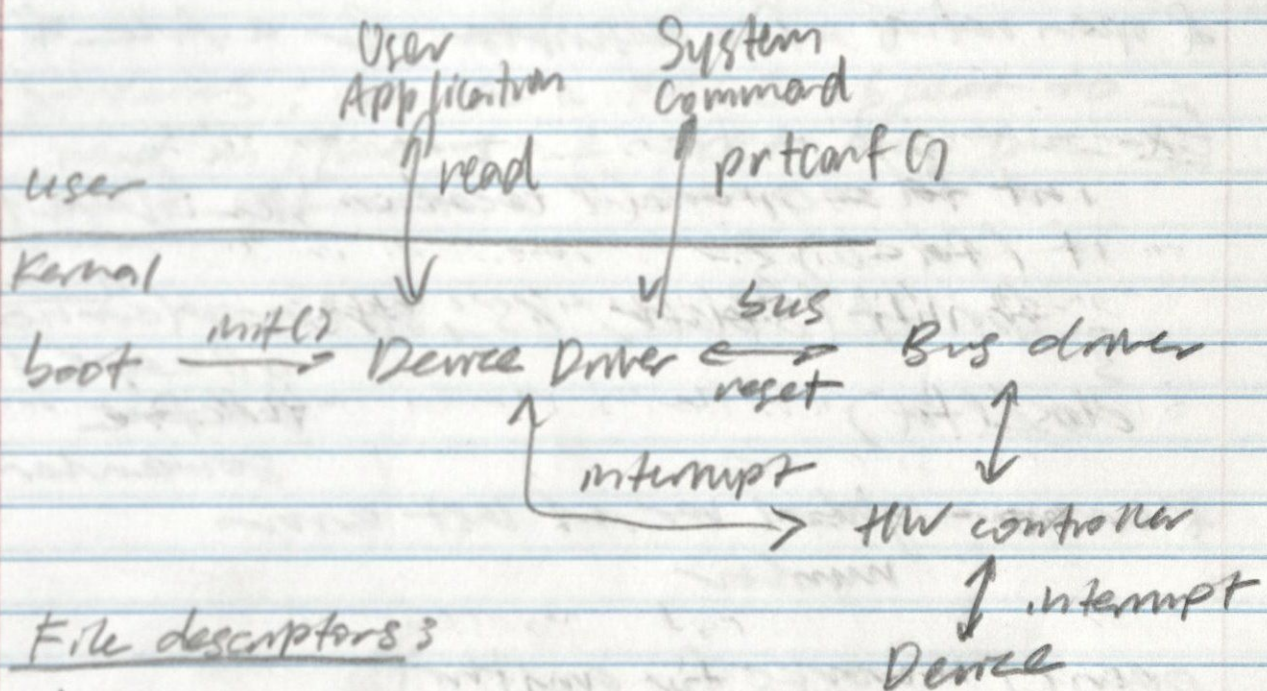 User System
Application Command
read prtconf()
user
Kernal
bus
init()
boot Device Driver Bus driver
reset
interrupt
HW controller
interrupt
File descriptors:
Device